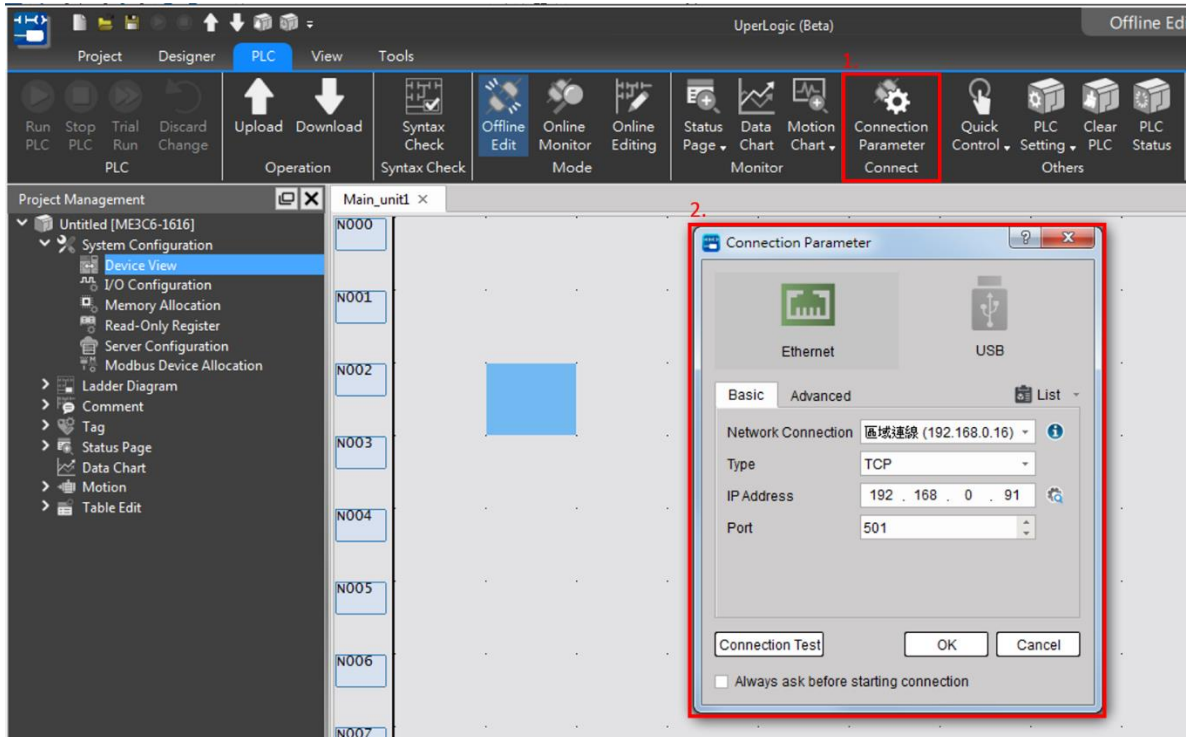 UperLogic (Beta)
Offline Ed
Project Designer PLC View Tools
1.
Run PLC
Stop PLC
Trial Run
Discard Change
PLC
Upload
Download
Operation
Syntax Check
Syntax Check
Offline Edit
Online Monitor
Online Editing
Mode
Status Page
Data Chart
Motion Chart
Monitor
Connection Parameter
Connect
Quick Control
PLC Setting
Clear PLC
PLC Status
Others
Project Management
Untitled [ME3C6-1616]
System Configuration
Device View
I/O Configuration
Memory Allocation
Read-Only Register
Server Configuration
Modbus Device Allocation
Ladder Diagram
Comment
Tag
Status Page
Data Chart
Motion
Table Edit
Main_unit1 ×
N000
N001
N002
N003
N004
N005
N006
N007
2.
Connection Parameter
Ethernet
USB
Basic Advanced List
Network Connection 區域連線 (192.168.0.16)
Type TCP
IP Address 192 . 168 . 0 . 91
Port 501
Connection Test OK Cancel
Always ask before starting connection